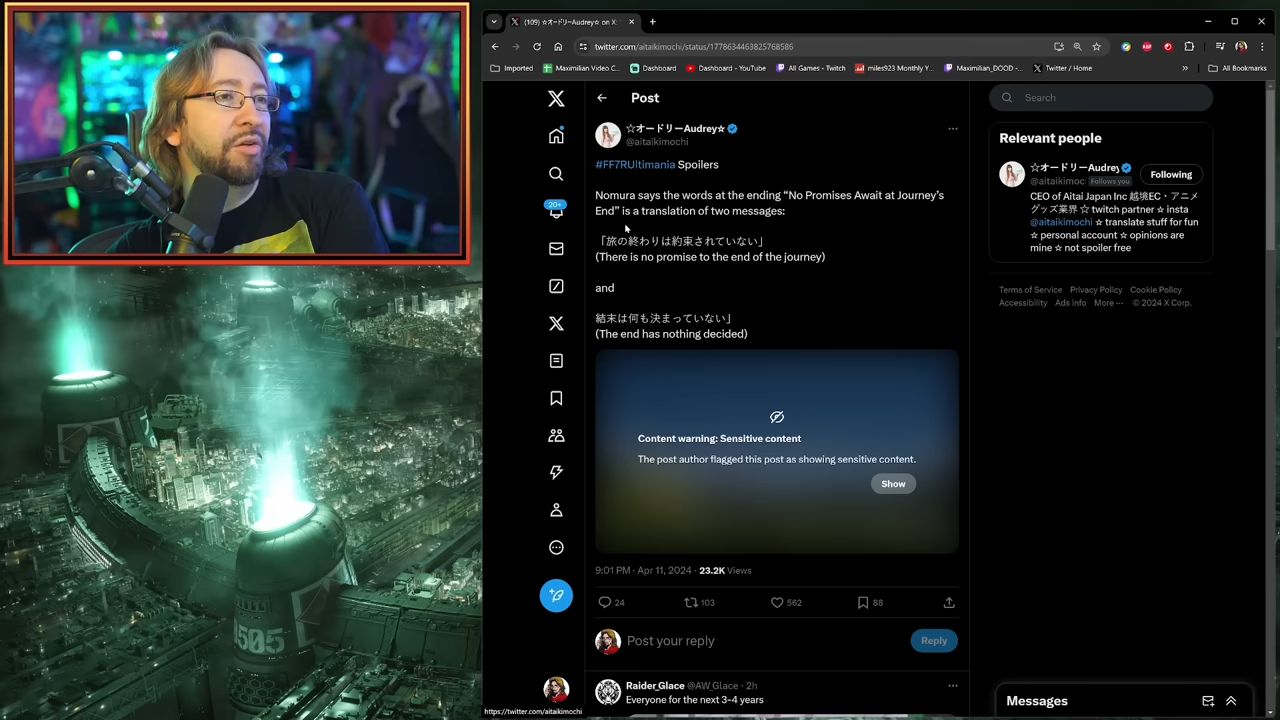 (109) ☆オードリーAudrey☆ on X:
twitter.com/aitaikimochi/status/1778634463825768586
Imported
Maximilian Video C...
Dashboard
Dashboard - YouTube
All Games - Twitch
miles923 Monthly Y...
Maximilian_DOOD -...
Twitter / Home
»
All Bookmarks
Post
Search
☆オードリーAudrey☆
@aitaikimochi
#FF7RUltimania Spoilers
Nomura says the words at the ending “No Promises Await at Journey’s
End” is a translation of two messages:
「旅の終わりは約束されていない」
(There is no promise to the end of the journey)
and
結末は何も決まっていない」
(The end has nothing decided)
Content warning: Sensitive content
The post author flagged this post as showing sensitive content.
Show
9:01 PM · Apr 11, 2024 · 23.2K Views
24
103
562
88
Post your reply
Reply
Raider_Glace @AW_Glace · 2h
Everyone for the next 3-4 years
20+
Relevant people
☆オードリーAudrey
@aitaikimoc Follows you
Following
CEO of Aitai Japan Inc 越境EC・アニメ
グッズ業界 ☆ twitch partner ☆ insta
@aitaikimochi ☆ translate stuff for fun
☆ personal account ☆ opinions are
mine ☆ not spoiler free
Terms of Service Privacy Policy Cookie Policy
Accessibility Ads info More ··· © 2024 X Corp.
Messages
https://twitter.com/aitaikimochi
1505